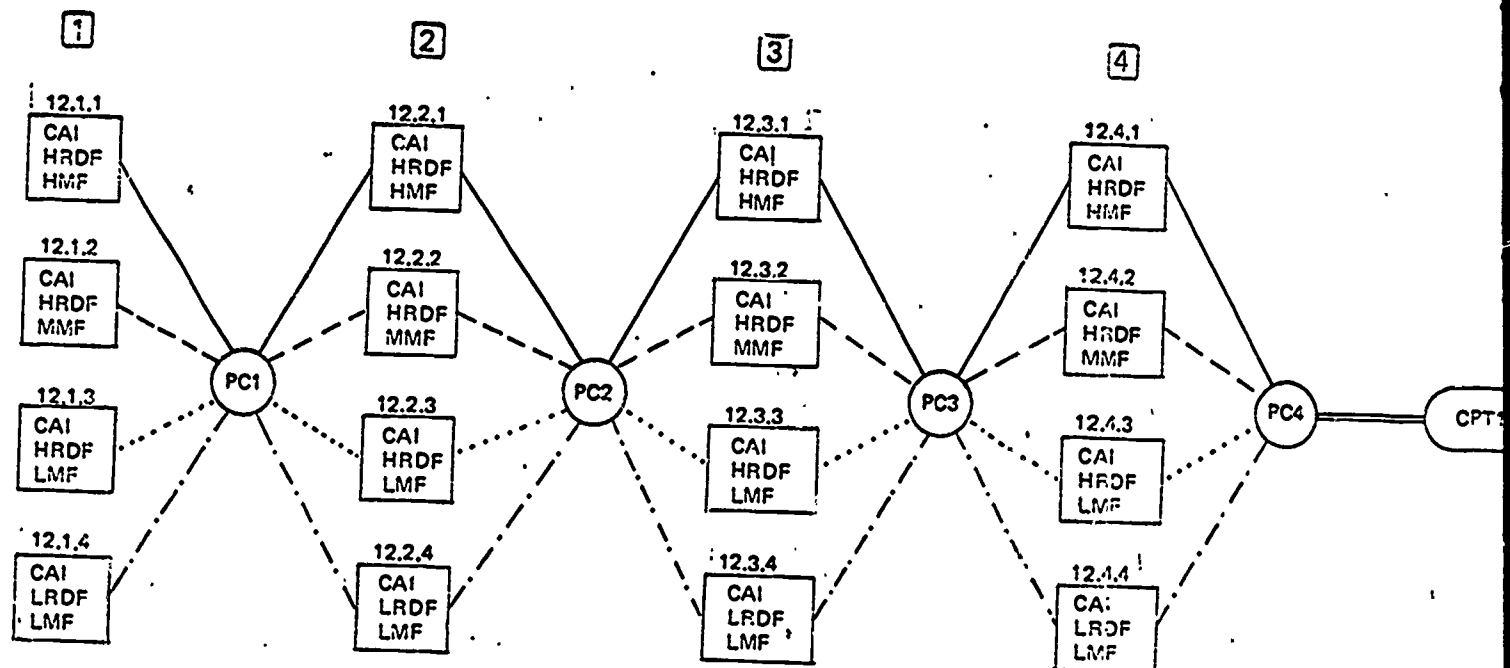 1
2
3
4
12.1.1
CAI
HRDF
HMF
12.2.1
CAI
HRDF
HMF
12.3.1
CAI
HRDF
HMF
12.4.1
CAI
HRDF
HMF
12.1.2
CAI
HRDF
MMF
12.2.2
CAI
HRDF
MMF
12.3.2
CAI
HRDF
MMF
12.4.2
CAI
HRDF
MMF
PC1
PC2
PC3
PC4
12.1.3
CAI
HRDF
LMF
12.2.3
CAI
HRDF
LMF
12.3.3
CAI
HRDF
LMF
12.4.3
CAI
HRDF
LMF
12.1.4
CAI
LRDF
LMF
12.2.4
CAI
LRDF
LMF
12.3.4
CAI
LRDF
LMF
12.4.4
CAI
LRDF
LMF